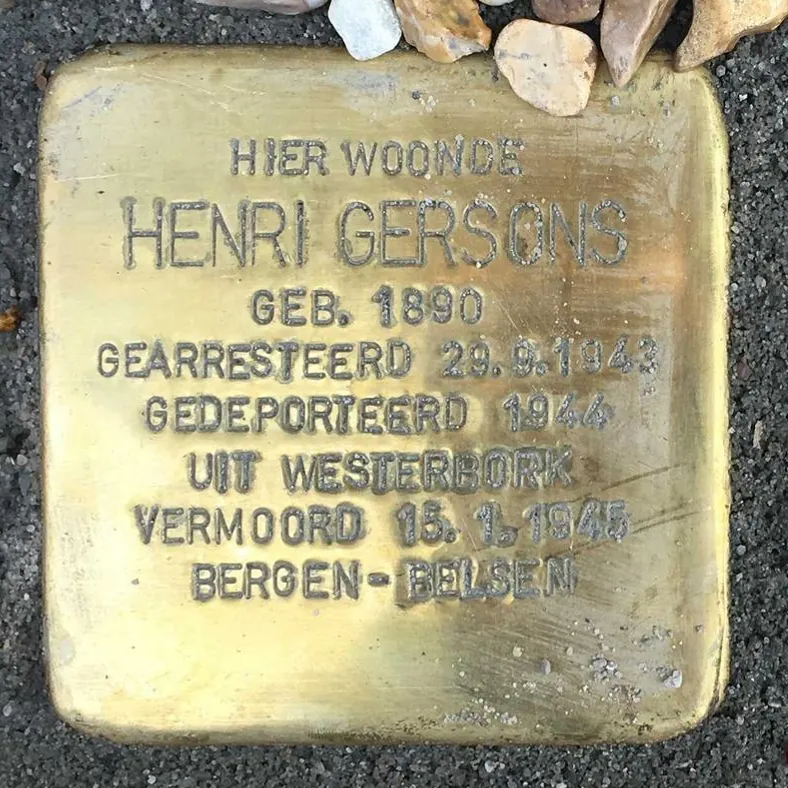 HIER WOONDE
HENRI GERSONS
GEB. 1890
GEARRESTEERD 29.9.1943
GEDEPORTEERD 1944
UIT WESTERBORK
VERMOORD 15.1.1945
BERGEN-BELSEN